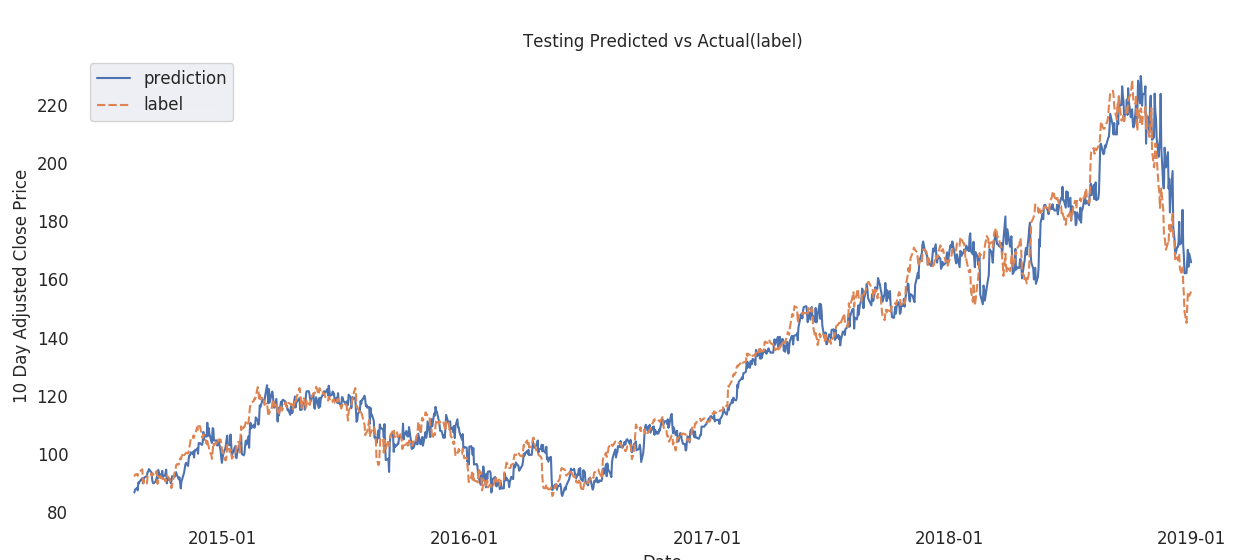 Testing Predicted vs Actual(label)
prediction
label
10 Day Adjusted Close Price
220
200
180
160
140
120
100
80
2015-01
2016-01
2017-01
2018-01
2019-01
Date